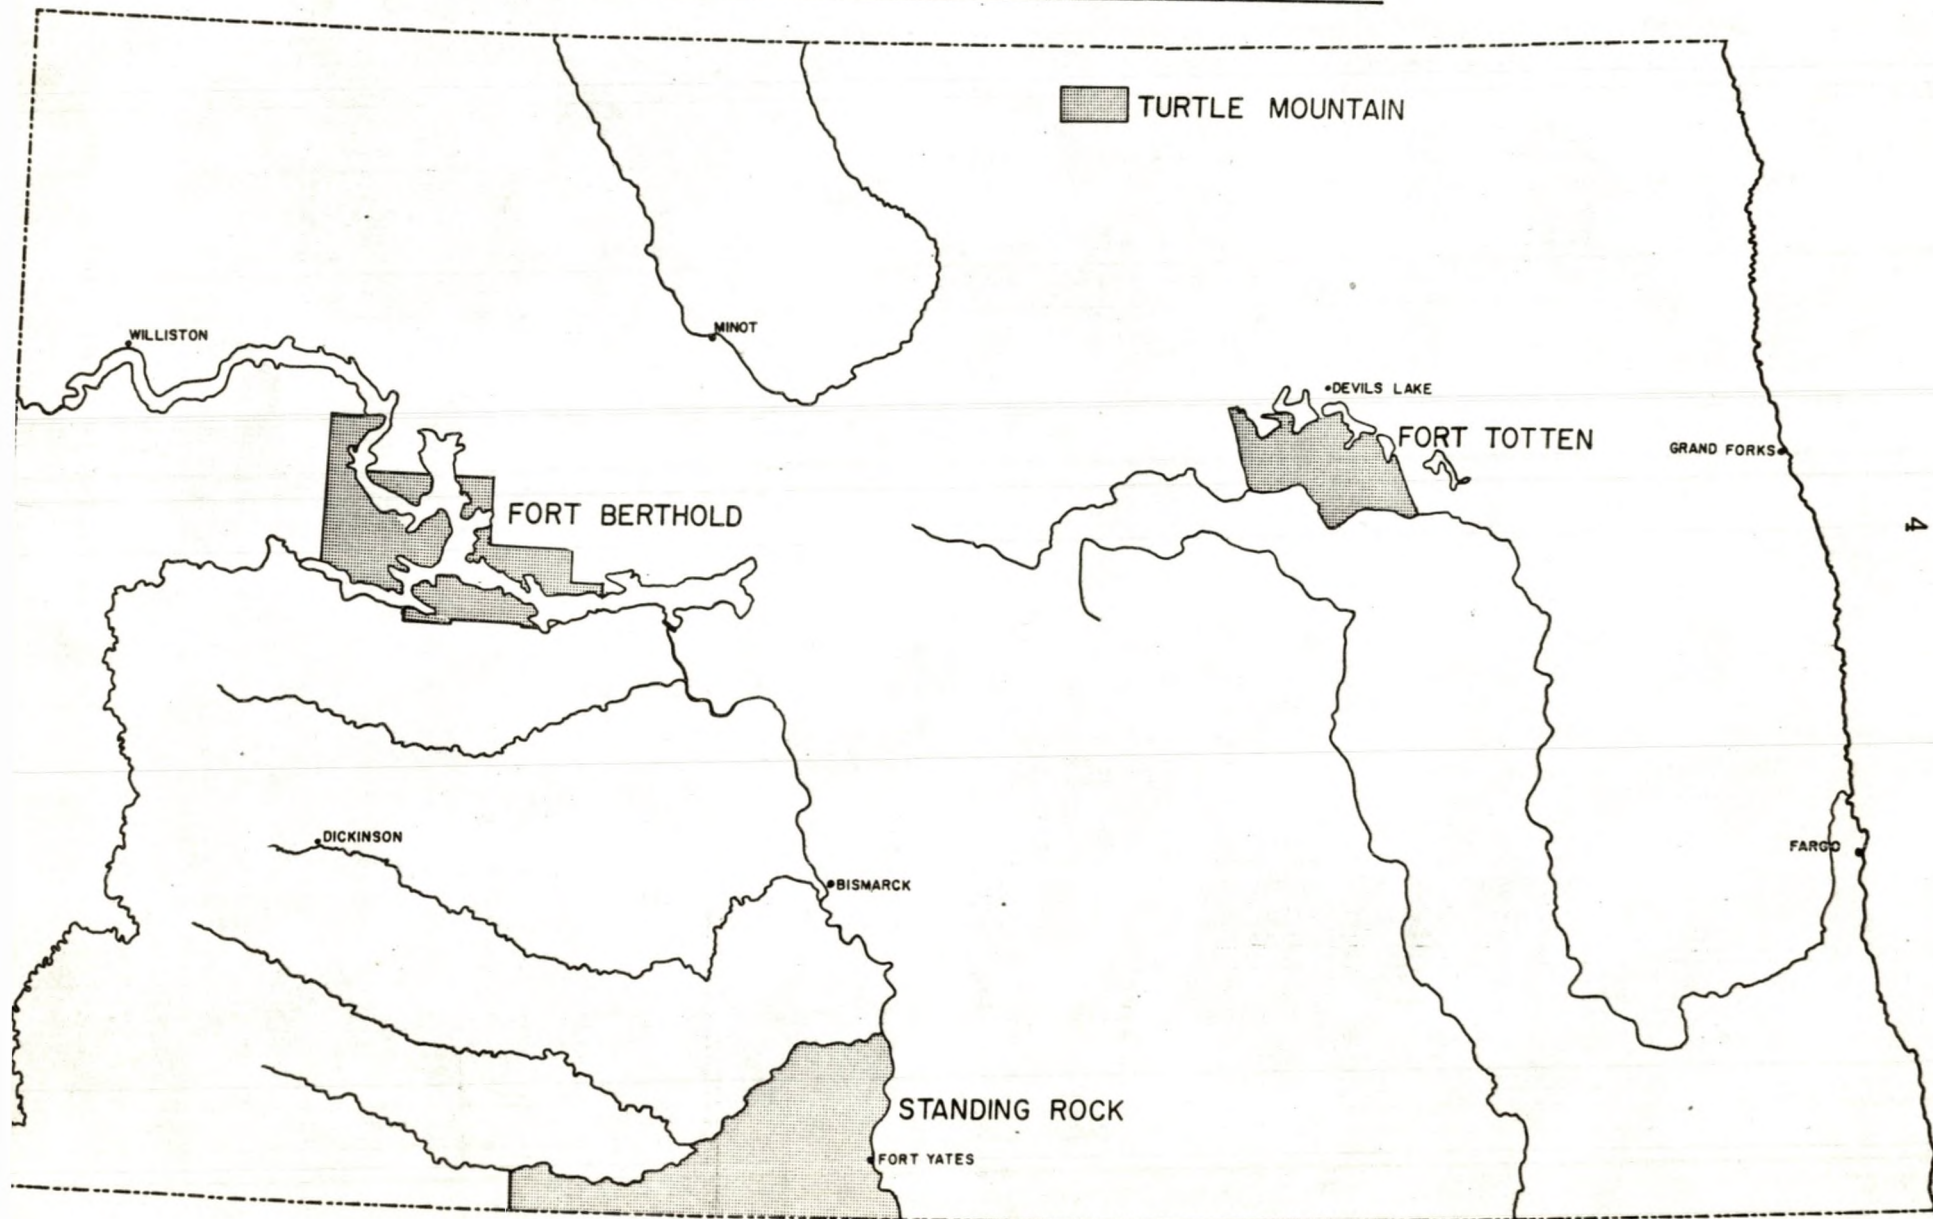 TURTLE MOUNTAIN
WILLISTON
MINOT
DEVILS LAKE
FORT TOTTEN
GRAND FORKS
FORT BERTHOLD
4
DICKINSON
FARGO
BISMARCK
STANDING ROCK
FORT YATES